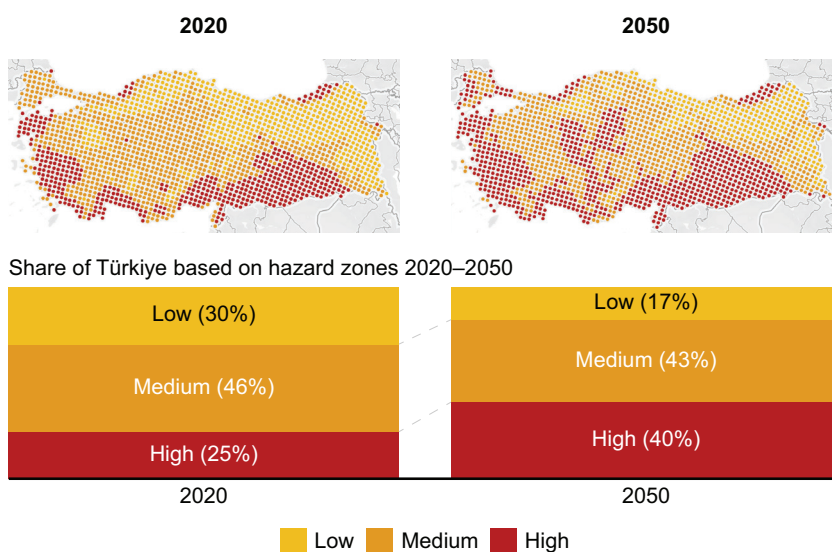 2020
2050
Share of Türkiye based on hazard zones 2020–2050
Low (30%)
Medium (46%)
High (25%)
2020
Low (17%)
Medium (43%)
High (40%)
2050
Low
Medium
High